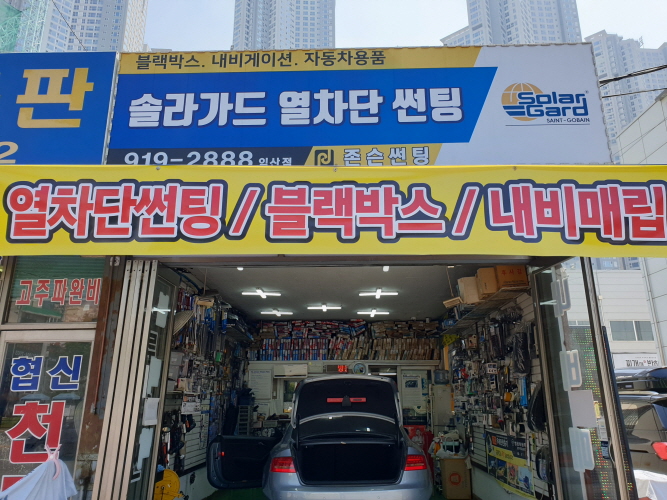 블랙박스. 내비게이션. 자동차용품
솔라가드 열차단 썬팅
Solar
Gard
SAINT-GOBAIN
919-2888 일산점
존슨썬팅
판
열차단썬팅 / 블랙박스 / 내비매립
고주파완비
협신
천